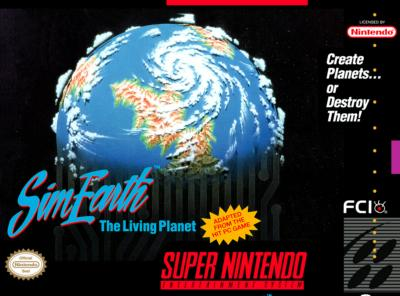 LICENSED BY
Nintendo
Create
Planets...
or
Destroy
Them!
SimEarth™
The Living Planet
ADAPTED
FROM THE
HIT PC GAME
FCI
Official
Nintendo
Seal
SUPER NINTENDO
ENTERTAINMENT SYSTEM